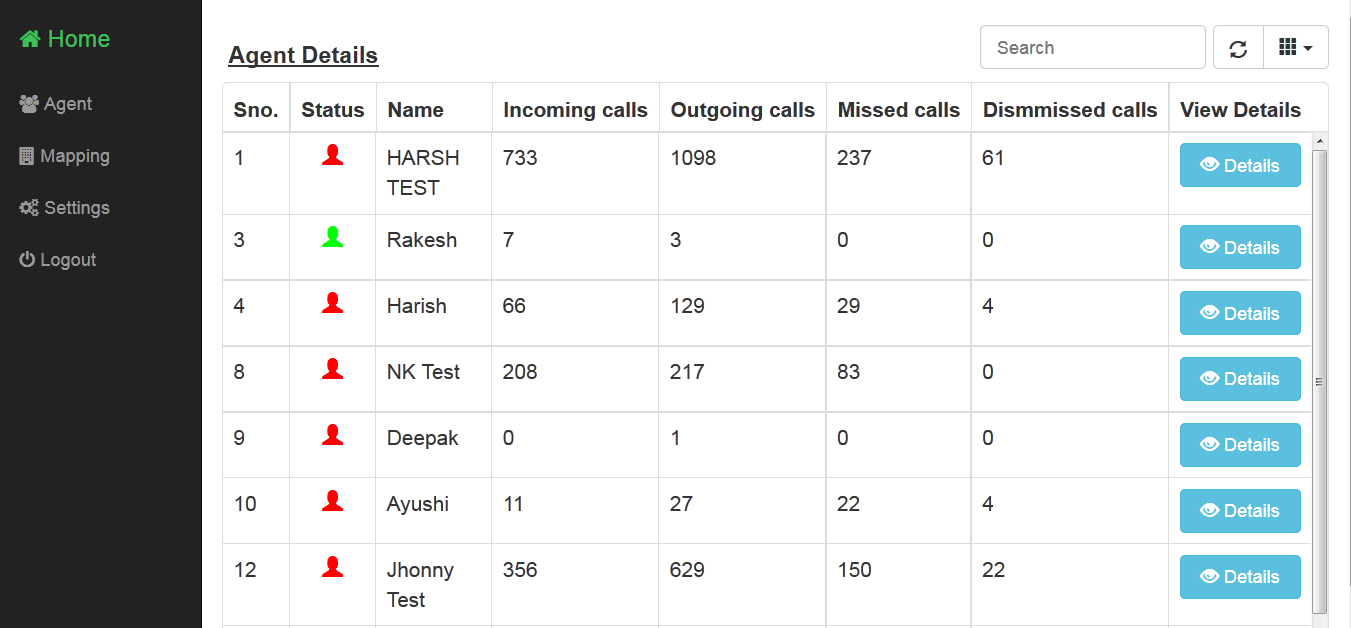 Home
Agent
Mapping
Settings
Logout
Agent Details
Search
Sno. Status Name Incoming calls Outgoing calls Missed calls Dismmissed calls View Details
1 HARSH 733 1098 237 61 Details
TEST
3 Rakesh 7 3 0 0 Details
4 Harish 66 129 29 4 Details
8 NK Test 208 217 83 0 Details
9 Deepak 0 1 0 0 Details
10 Ayushi 11 27 22 4 Details
12 Jhonny 356 629 150 22 Details
Test